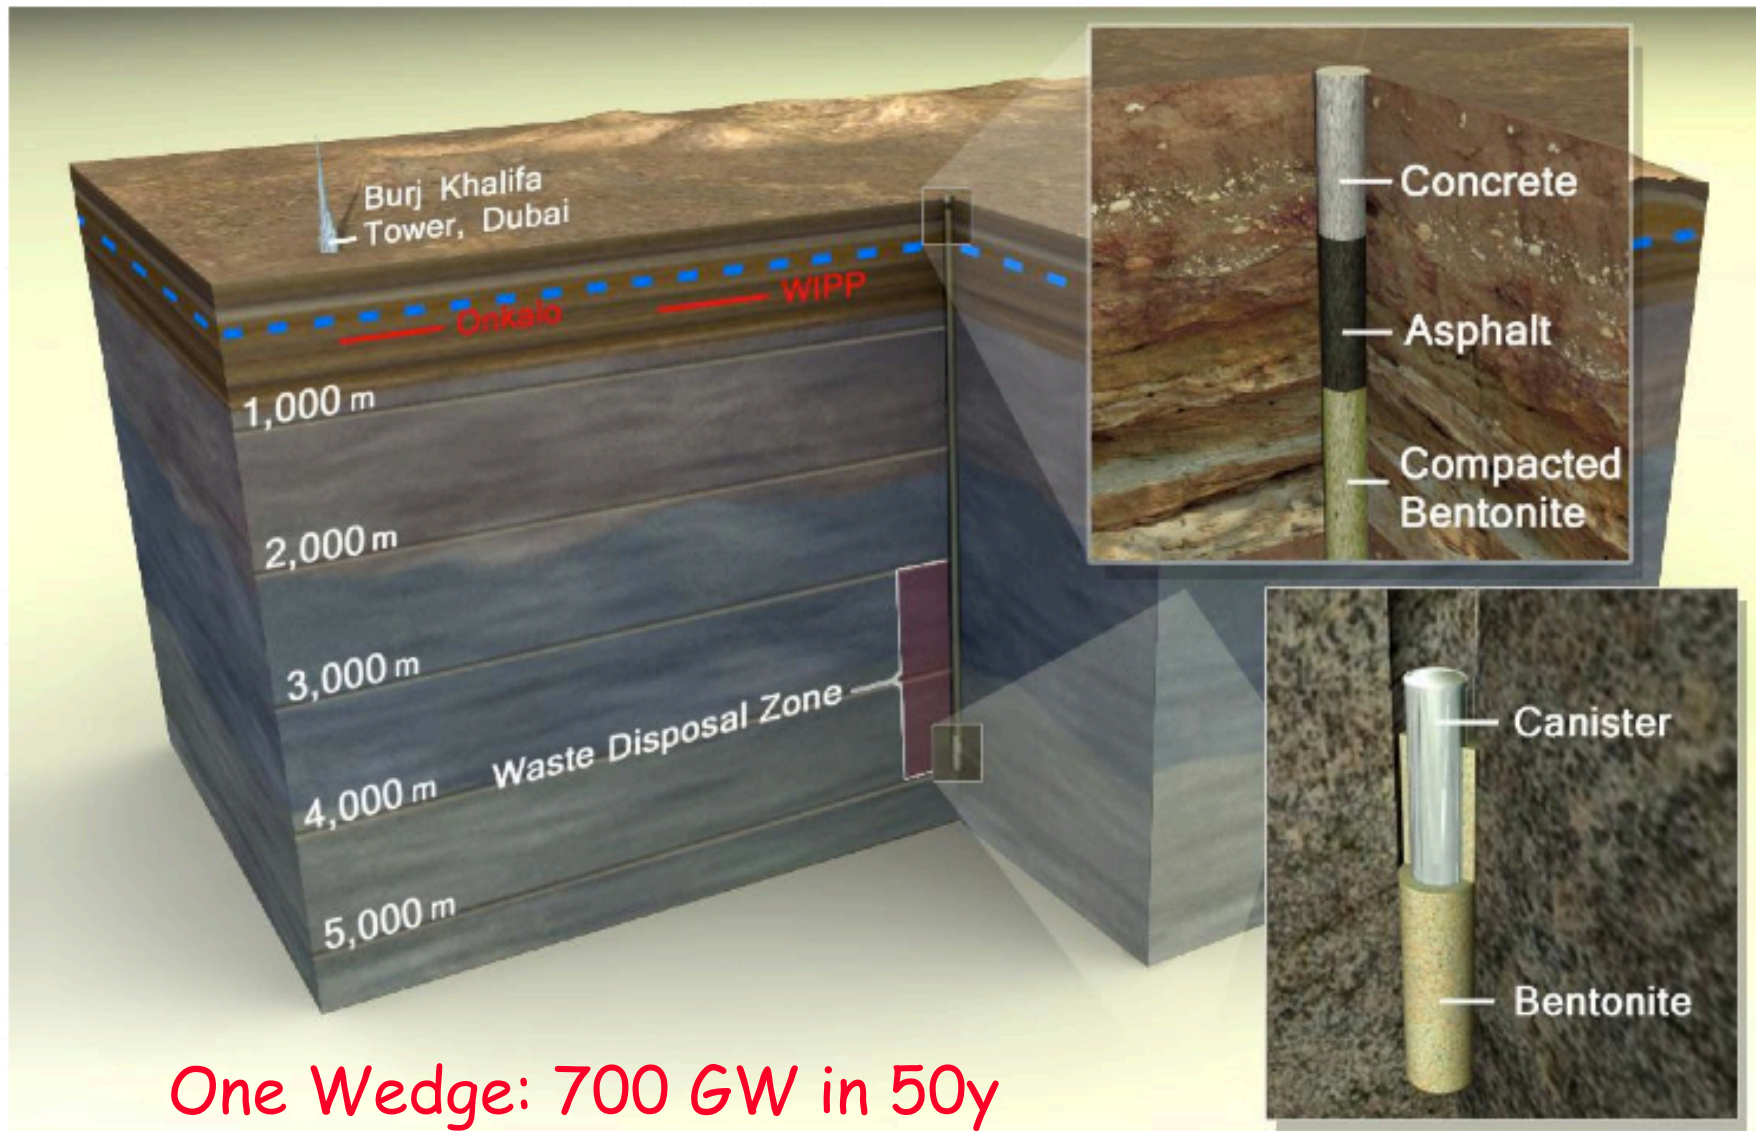 Burj Khalifa
Tower, Dubai
Onkalo
WIPP
1,000 m
2,000 m
3,000 m
Waste Disposal Zone
4,000 m
5,000 m
Concrete
Asphalt
Compacted
Bentonite
Canister
Bentonite
One Wedge: 700 GW in 50y